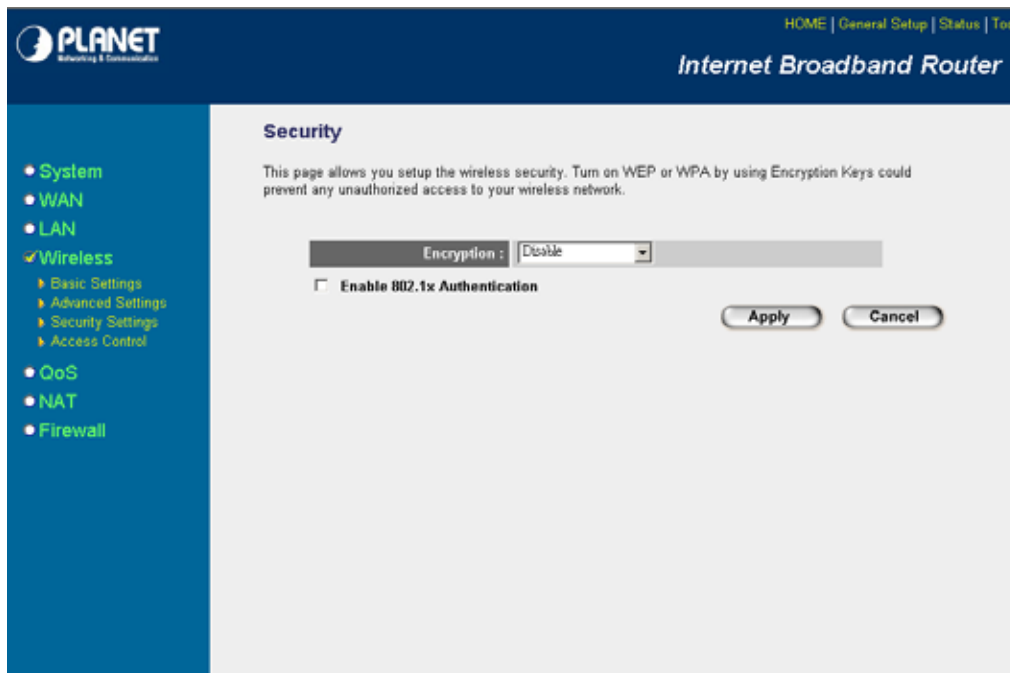 PLANET
Networking & Communication
HOME | General Setup | Status |
Internet Broadband Router
System
WAN
LAN
Wireless
Basic Settings
Advanced Settings
Security Settings
Access Control
QoS
NAT
Firewall
Security
This page allows you setup the wireless security. Turn on WEP or WPA by using Encryption Keys could
prevent any unauthorized access to your wireless network.
Encryption : Disable
Enable 802.1x Authentication
Apply Cancel